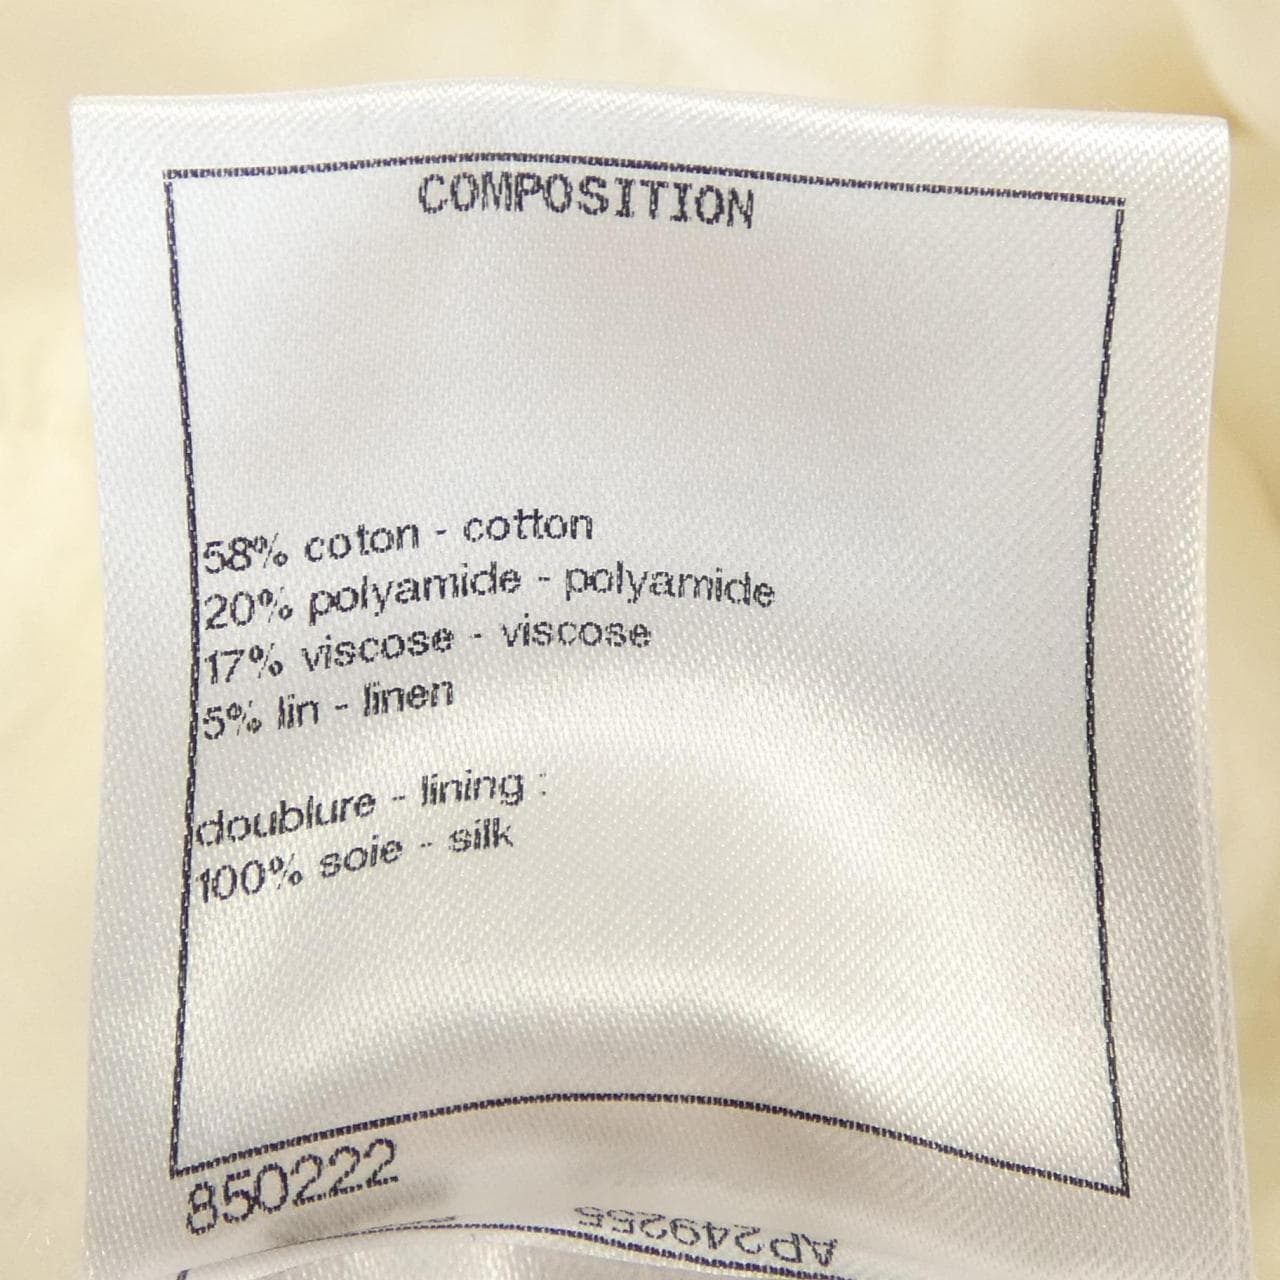 COMPOSITION
58% coton - cotton
20% polyamide - polyamide
17% viscose - viscose
5% lin - linen
doublure - lining :
100% soie - silk
850222
AP249255